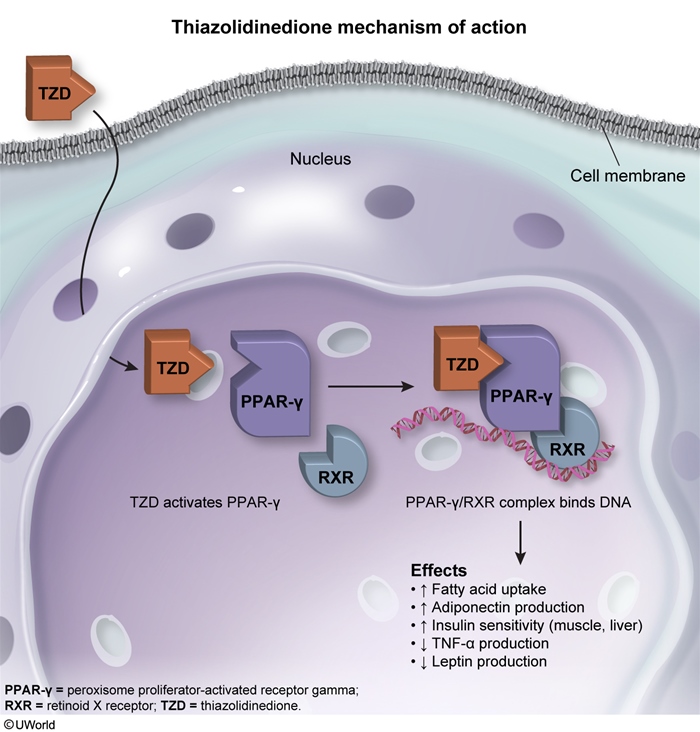 Thiazolidinedione mechanism of action
TZD
Nucleus
Cell membrane
TZD
PPAR-γ
RXR
TZD
PPAR-γ
RXR
TZD activates PPAR-γ
PPAR-γ/RXR complex binds DNA
Effects
• ↑ Fatty acid uptake
• ↑ Adiponectin production
• ↑ Insulin sensitivity (muscle, liver)
• ↓ TNF-α production
• ↓ Leptin production
PPAR-γ = peroxisome proliferator-activated receptor gamma;
RXR = retinoid X receptor; TZD = thiazolidinedione.
©UWorld